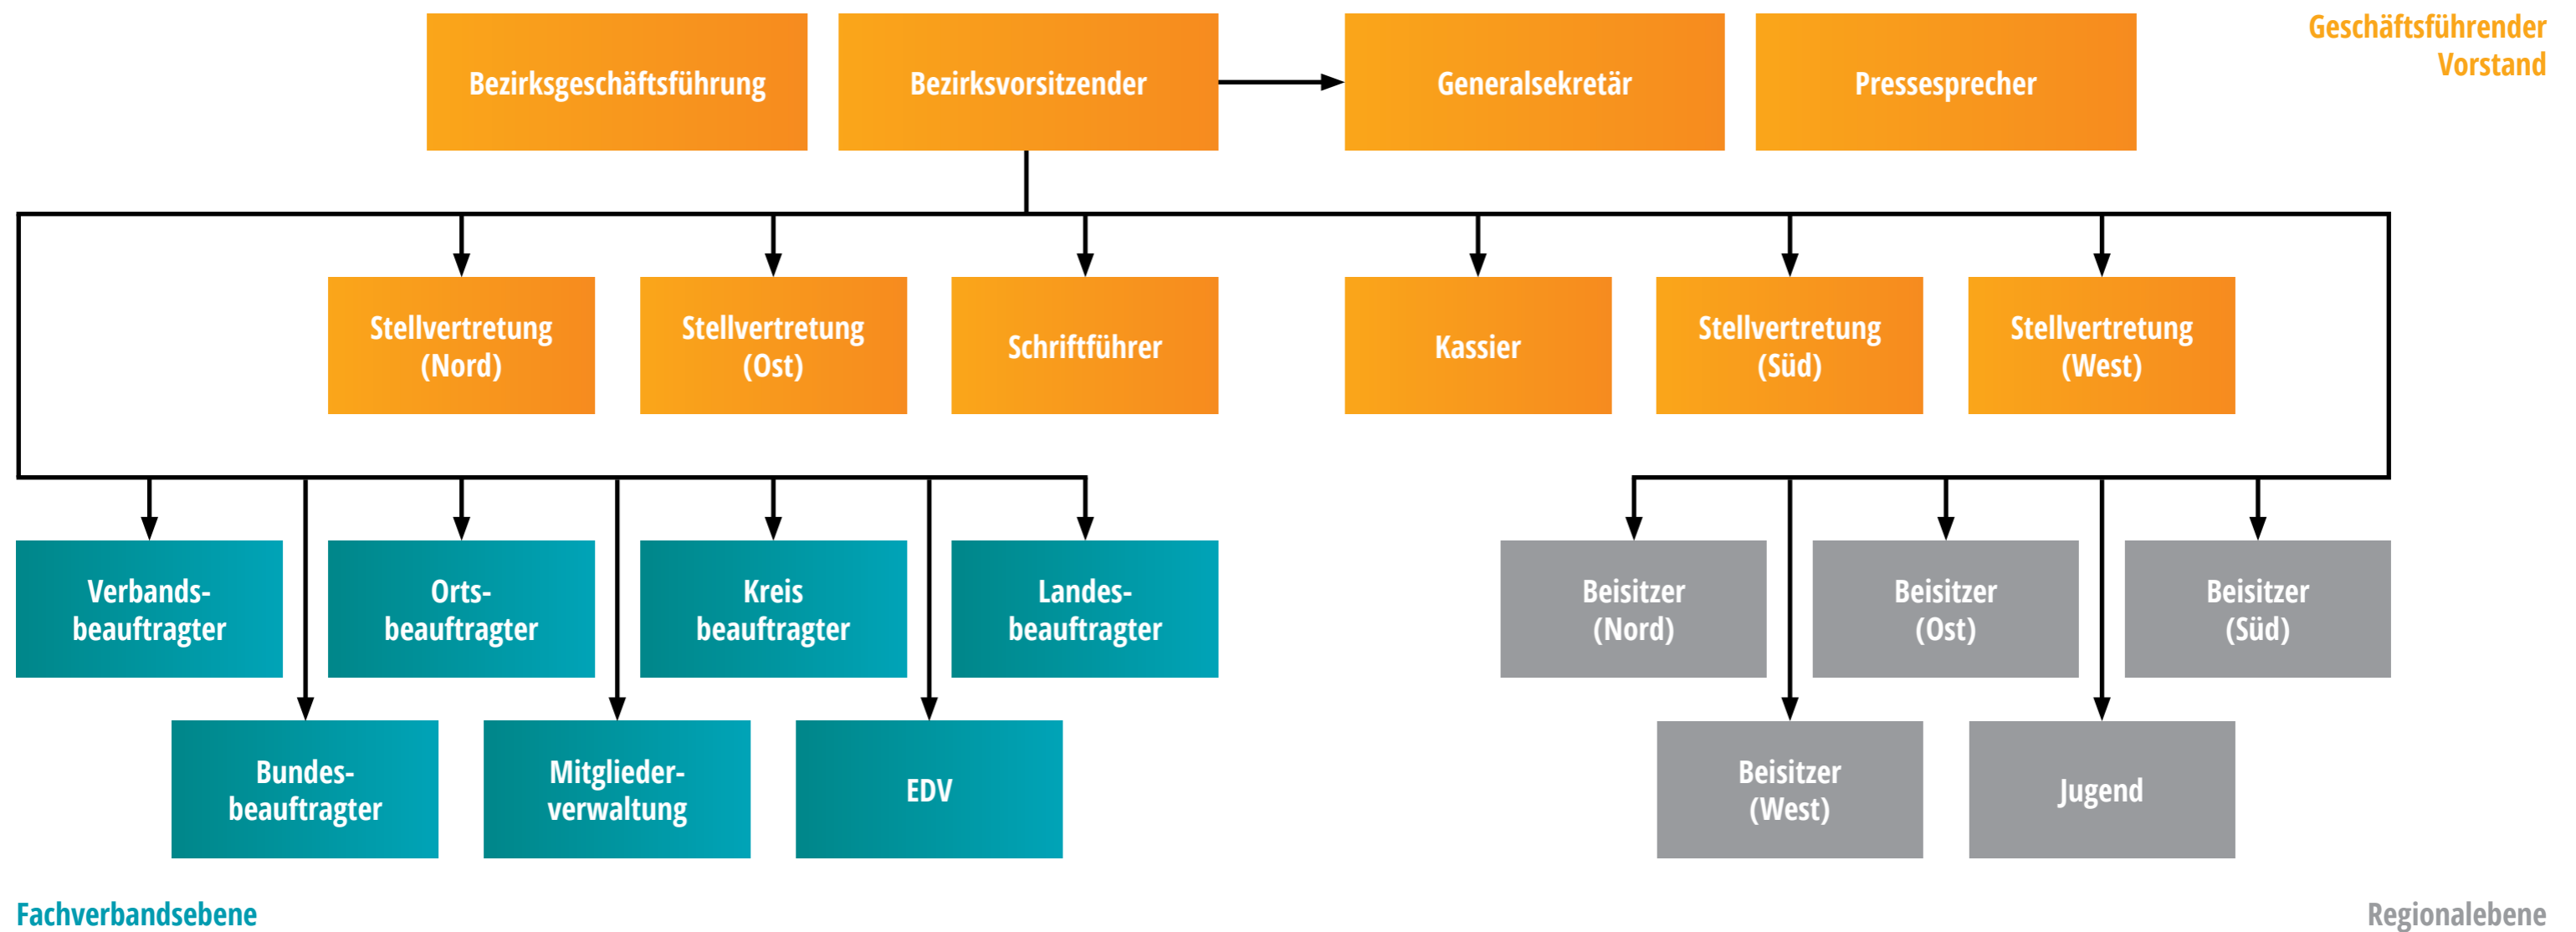 Geschäftsführender
Vorstand
Bezirksgeschäftsführung
Bezirksvorsitzender
Generalsekretär
Pressesprecher
Stellvertretung
(Nord)
Stellvertretung
(Ost)
Schriftführer
Kassier
Stellvertretung
(Süd)
Stellvertretung
(West)
Verbands-
beauftragter
Orts-
beauftragter
Kreis
beauftragter
Landes-
beauftragter
Beisitzer
(Nord)
Beisitzer
(Ost)
Beisitzer
(Süd)
Bundes-
beauftragter
Mitglieder-
verwaltung
EDV
Beisitzer
(West)
Jugend
Fachverbandsebene
Regionalebene